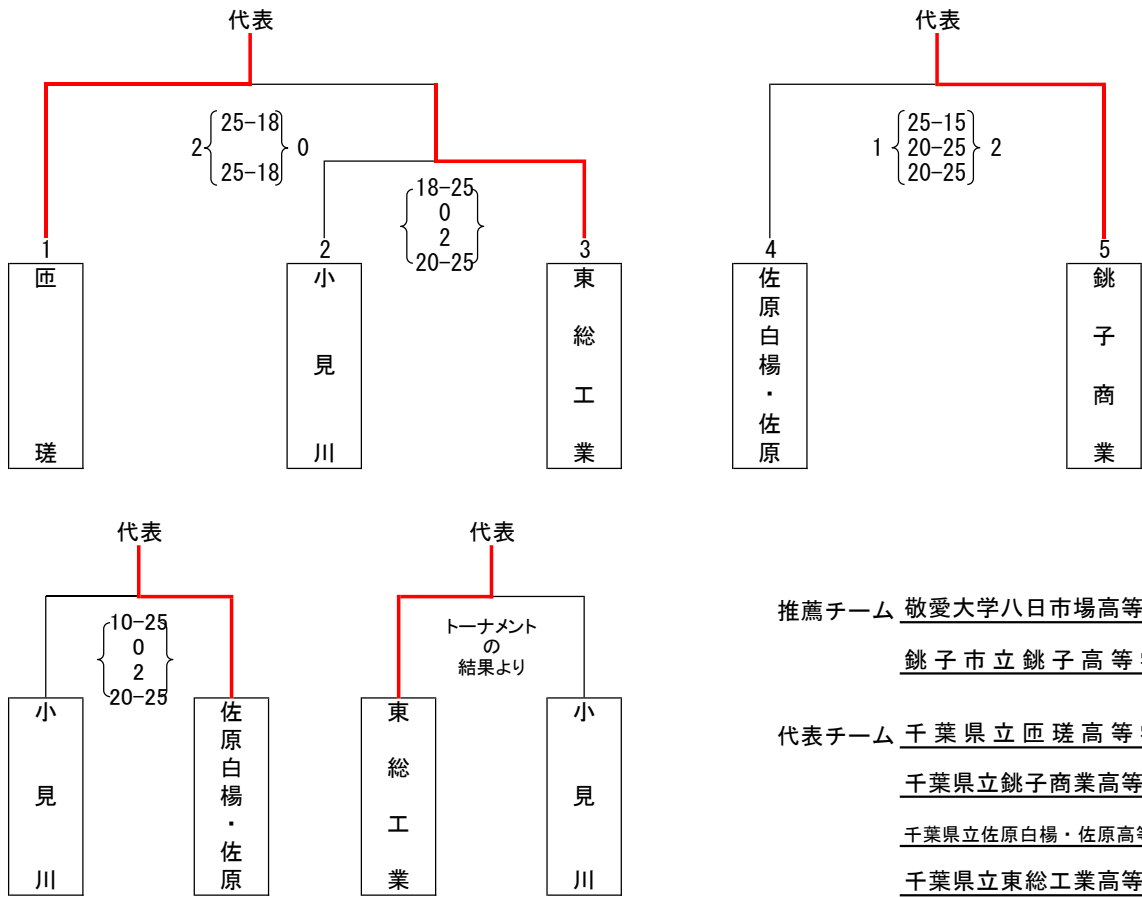 代表
2 25-18 0
25-18
1
匝瑳
2
小見川
18-25
0
2
20-25
3
東総工業
代表
25-15
1 20-25 2
20-25
4
佐原白楊・佐原
5
銚子商業
代表
10-25
0
2
20-25
小見川
佐原白楊・佐原
代表
トーナメント
の
結果より
東総工業
小見川
推薦チーム 敬愛大学八日市場高等
銚子市立銚子高等
代表チーム 千葉県立匝瑳高等
千葉県立銚子商業高等
千葉県立佐原白楊・佐原高等
千葉県立東総工業高等